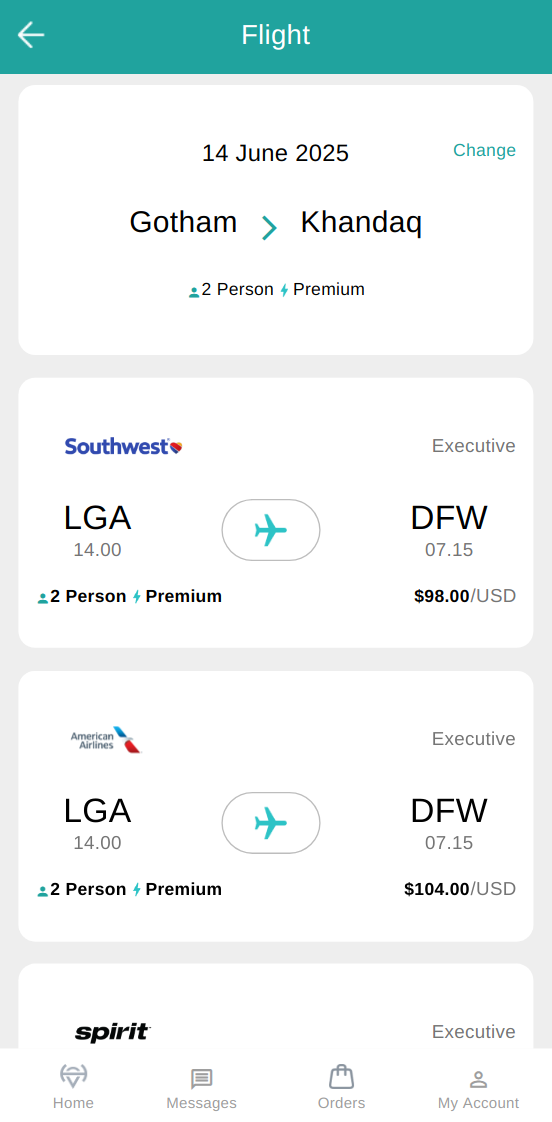 Flight
14 June 2025
Change
Gotham
Khandaq
2 Person Premium
Southwest
Executive
LGA
DFW
14.00
07.15
2 Person Premium
$98.00/USD
American
Airlines
Executive
LGA
DFW
14.00
07.15
2 Person Premium
$104.00/USD
spirit
Executive
Home
Messages
Orders
My Account